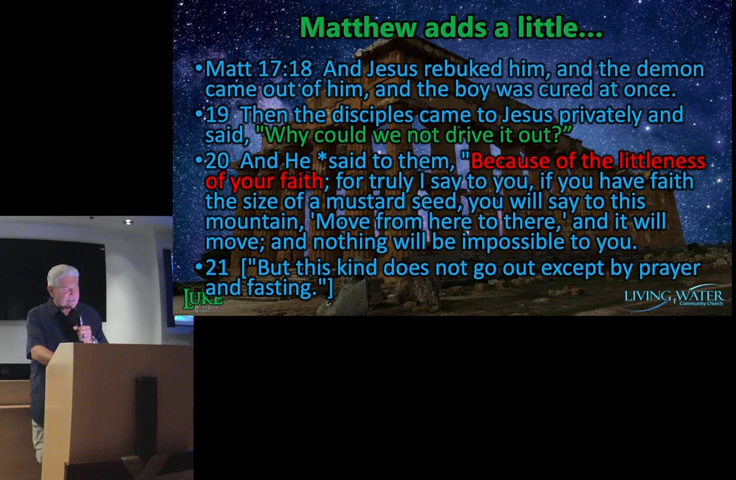 Matthew adds a little...
•Matt 17:18 And Jesus rebuked him, and the demon
came out of him, and the boy was cured at once.
•19 Then the disciples came to Jesus privately and
said, "Why could we not drive it out?”
•20 And He *said to them, "Because of the littleness
of your faith; for truly I say to you, if you have faith
the size of a mustard seed, you will say to this
mountain, 'Move from here to there,' and it will
move; and nothing will be impossible to you.
•21 ["But this kind does not go out except by prayer
and fasting."]
LUKE
LIVING WATER
Community Church